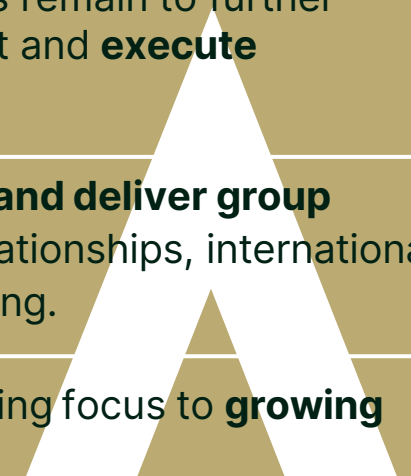 remain to further
t and execute
and deliver group
ationships, internationa
ng.
ing focus to growing